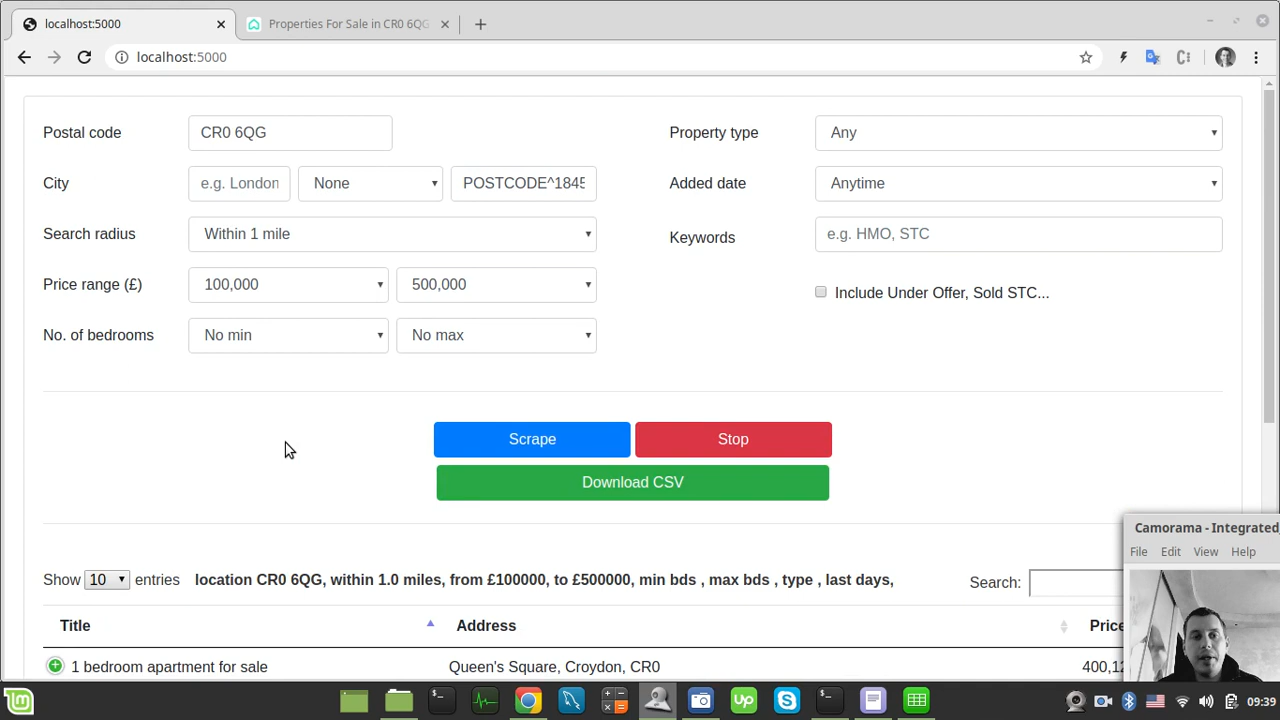 localhost:5000
Properties For Sale in CR0 6QG
localhost:5000
Postal code CR0 6QG Property type Any
City e.g. London None POSTCODE^1845 Added date Anytime
Search radius Within 1 mile Keywords e.g. HMO, STC
Price range (£) 100,000 500,000 Include Under Offer, Sold STC...
No. of bedrooms No min No max
Scrape Stop
Download CSV
Camorama - Integrated
File Edit View Help
Show 10 entries location CR0 6QG, within 1.0 miles, from £100000, to £500000, min bds , max bds , type , last days, Search:
Title Address Price
1 bedroom apartment for sale Queen's Square, Croydon, CR0 400,12
lm $_ Up S $_ 09:39